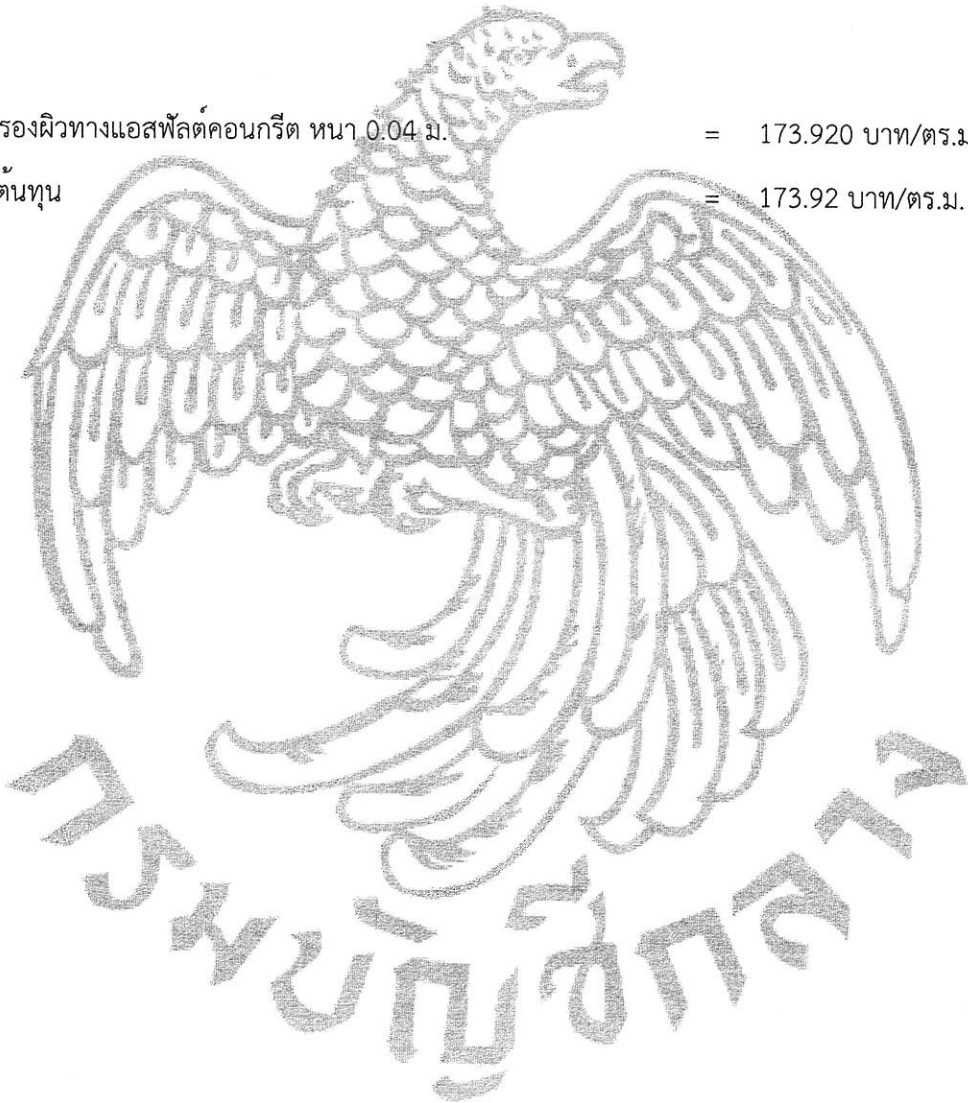 รองผิวทางแอสฟัลต์คอนกรีต หนา 0.04 ม. = 173.920 บาท/ตร.ม
ต้นทุน = 173.92 บาท/ตร.ม.
กรมบัญชีกลาง